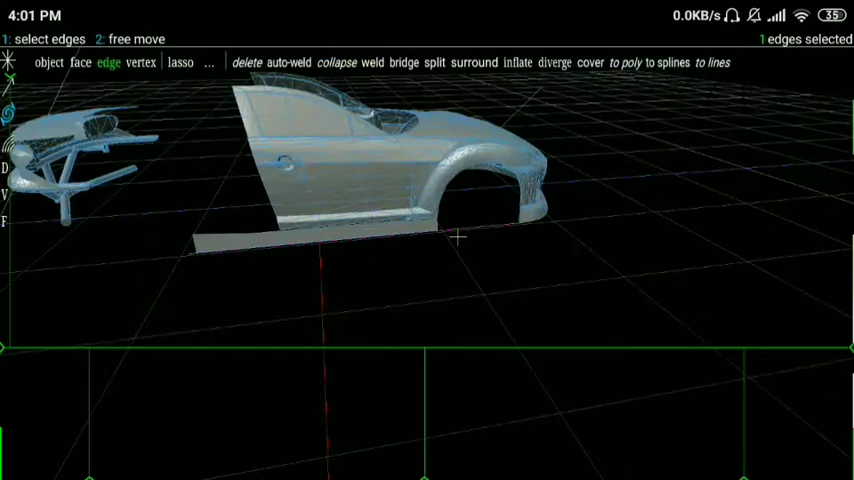 4:01 PM 0.0KB/s 35
1: select edges 2: free move 1 edges selected
object face edge vertex lasso ... delete auto-weld collapse weld bridge split surround inflate diverge cover to poly to splines to lines
D
V
F